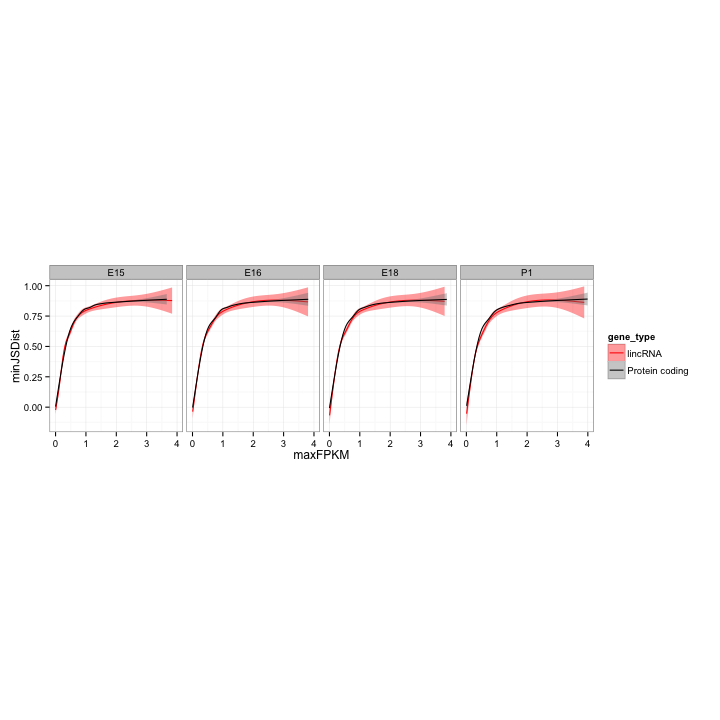 E15 E16 E18 P1
minJSDist
1.00
0.75
0.50
0.25
0.00
0 1 2 3 4 0 1 2 3 4 0 1 2 3 4 0 1 2 3 4
maxFPKM
gene_type
lincRNA
Protein coding